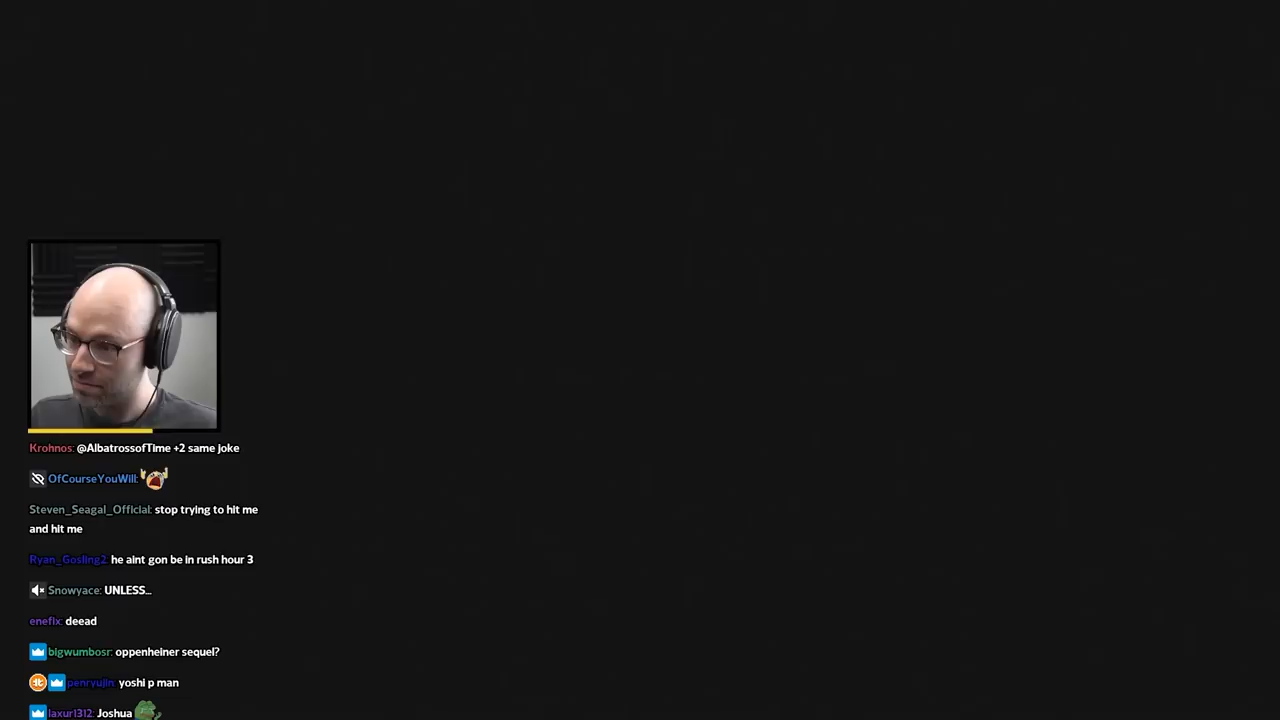 Krohnos: @AlbatrossofTime +2 same joke
OfCourseYouWill:
Steven_Seagal_Official: stop trying to hit me
and hit me
Ryan_Gosling2: he aint gon be in rush hour 3
Snowyace: UNLESS...
enefix: deead
bigwumbosr: oppenheiner sequel?
penryujin: yoshi p man
laxur1312: Joshua